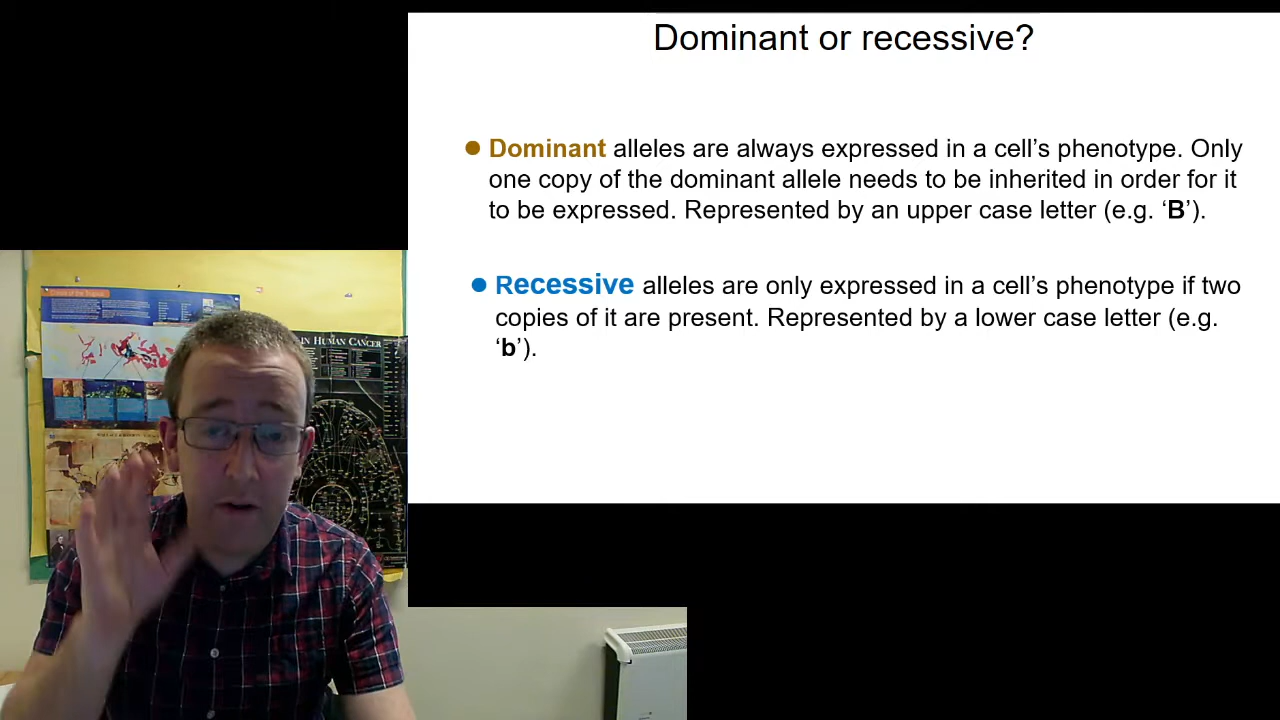 Dominant or recessive?
Dominant alleles are always expressed in a cell's phenotype. Only
one copy of the dominant allele needs to be inherited in order for it
to be expressed. Represented by an upper case letter (e.g. ‘B’).
Recessive alleles are only expressed in a cell's phenotype if two
copies of it are present. Represented by a lower case letter (e.g.
‘b’).
IN HUMAN CANCER